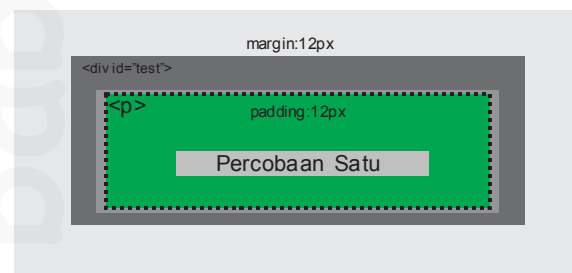 margin:12px
<div id="test">
<p>
padding:12px
Percobaan Satu